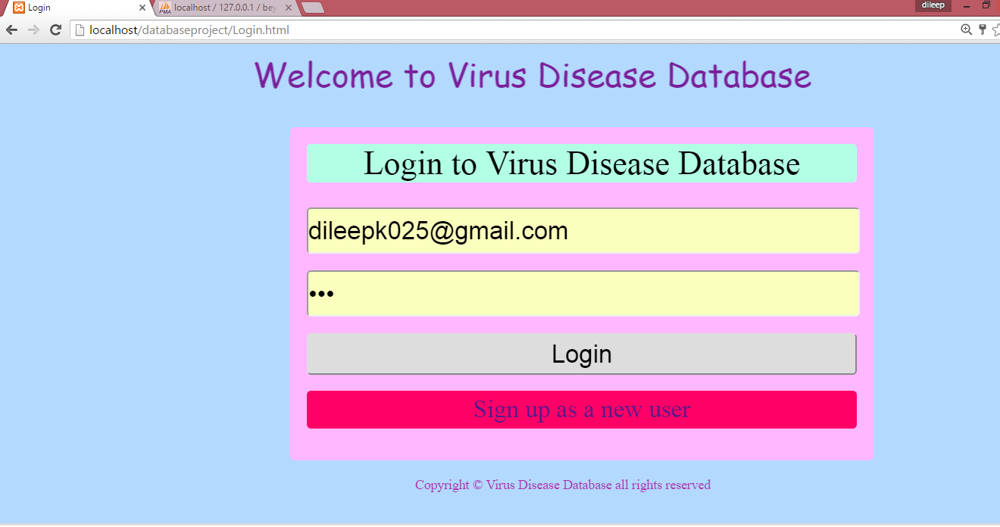 Login
localhost / 127.0.0.1 / bey
dileep
localhost/databaseproject/Login.html
Welcome to Virus Disease Database
Login to Virus Disease Database
dileepk025@gmail.com
•••
Login
Sign up as a new user
Copyright © Virus Disease Database all rights reserved